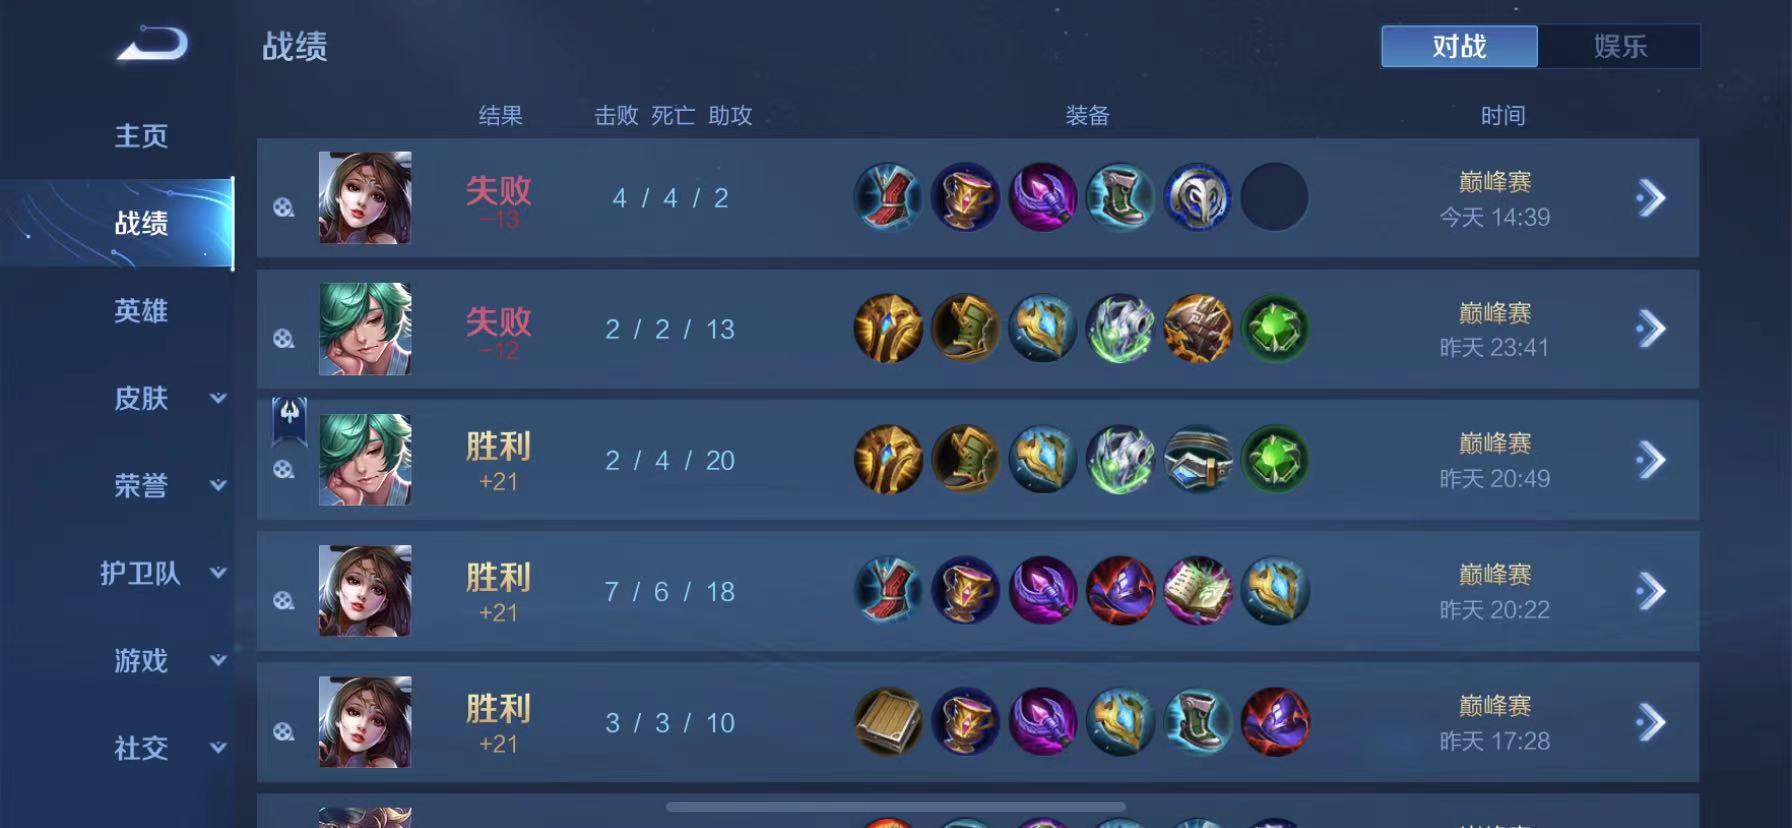 战绩
对战 娱乐
主页
战绩
英雄
皮肤
荣誉
护卫队
游戏
社交
结果 击败 死亡 助攻 装备 时间
失败 4 / 4 / 2 巅峰赛
-13 今天 14:39
失败 2 / 2 / 13 巅峰赛
-12 昨天 23:41
胜利 2 / 4 / 20 巅峰赛
+21 昨天 20:49
胜利 7 / 6 / 18 巅峰赛
+21 昨天 20:22
胜利 3 / 3 / 10 巅峰赛
+21 昨天 17:28